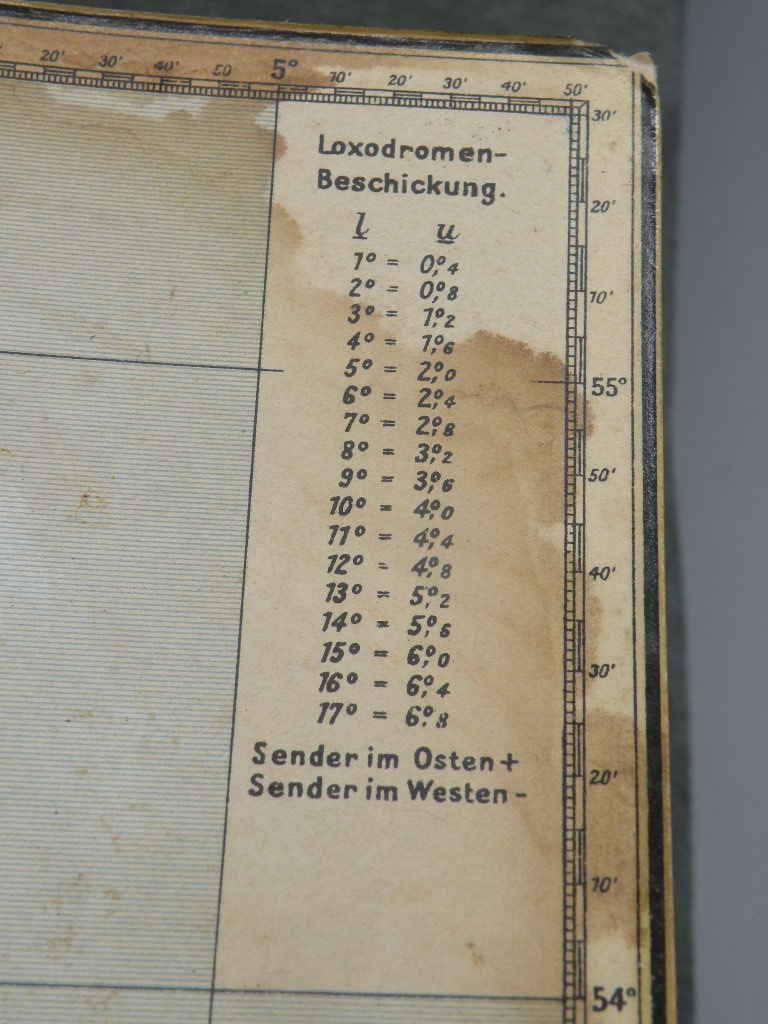 20' 30' 40' 50 5° 10' 20' 30' 40' 50'
30'
Loxodromen-
Beschickung.
20'
l u
1° = 0,°4
2° = 0,°8
10'
3° = 1,°2
4° = 1,°6
5° = 2,°0
55°
6° = 2,°4
7° = 2,°8
8° = 3,°2
9° = 3,°6
50'
10° = 4,°0
11° = 4,°4
12° = 4,°8
40'
13° = 5,°2
14° = 5,°6
15° = 6,°0
30'
16° = 6,°4
17° = 6,°8
Sender im Osten +
20'
Sender im Westen -
10'
54°